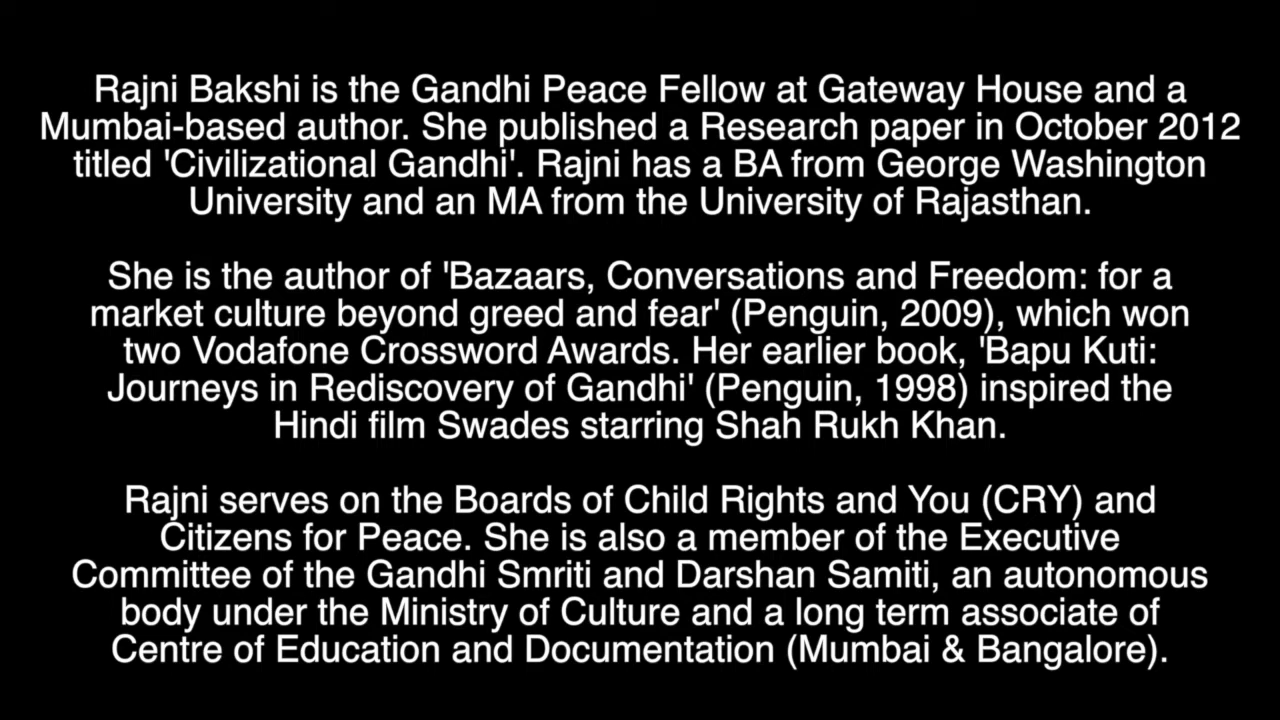 Rajni Bakshi is the Gandhi Peace Fellow at Gateway House and a
Mumbai-based author. She published a Research paper in October 2012
titled 'Civilizational Gandhi'. Rajni has a BA from George Washington
University and an MA from the University of Rajasthan.
She is the author of 'Bazaars, Conversations and Freedom: for a
market culture beyond greed and fear' (Penguin, 2009), which won
two Vodafone Crossword Awards. Her earlier book, 'Bapu Kuti:
Journeys in Rediscovery of Gandhi' (Penguin, 1998) inspired the
Hindi film Swades starring Shah Rukh Khan.
Rajni serves on the Boards of Child Rights and You (CRY) and
Citizens for Peace. She is also a member of the Executive
Committee of the Gandhi Smriti and Darshan Samiti, an autonomous
body under the Ministry of Culture and a long term associate of
Centre of Education and Documentation (Mumbai & Bangalore).